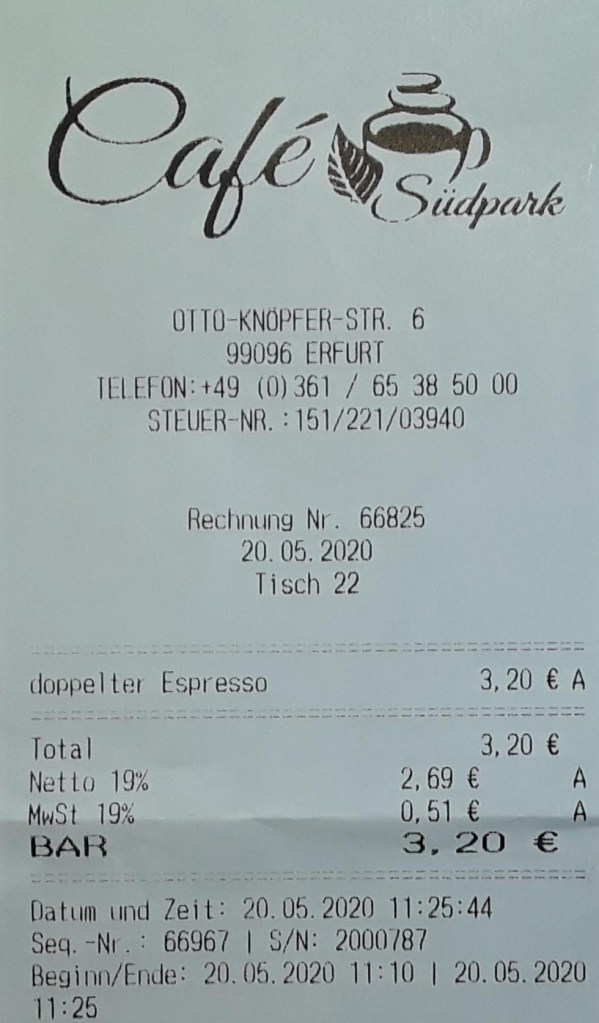 Café Südpark
OTTO-KNÖPFER-STR. 6
99096 ERFURT
TELEFON:+49 (0)361 / 65 38 50 00
STEUER-NR.:151/221/03940
Rechnung Nr. 66825
20.05.2020
Tisch 22
doppelter Espresso 3,20 € A
Total 3,20 €
Netto 19% 2,69 € A
MwSt 19% 0,51 € A
BAR 3,20 €
Datum und Zeit: 20.05.2020 11:25:44
Seq.-Nr.: 66967 | S/N: 2000787
Beginn/Ende: 20.05.2020 11:10 | 20.05.2020
11:25